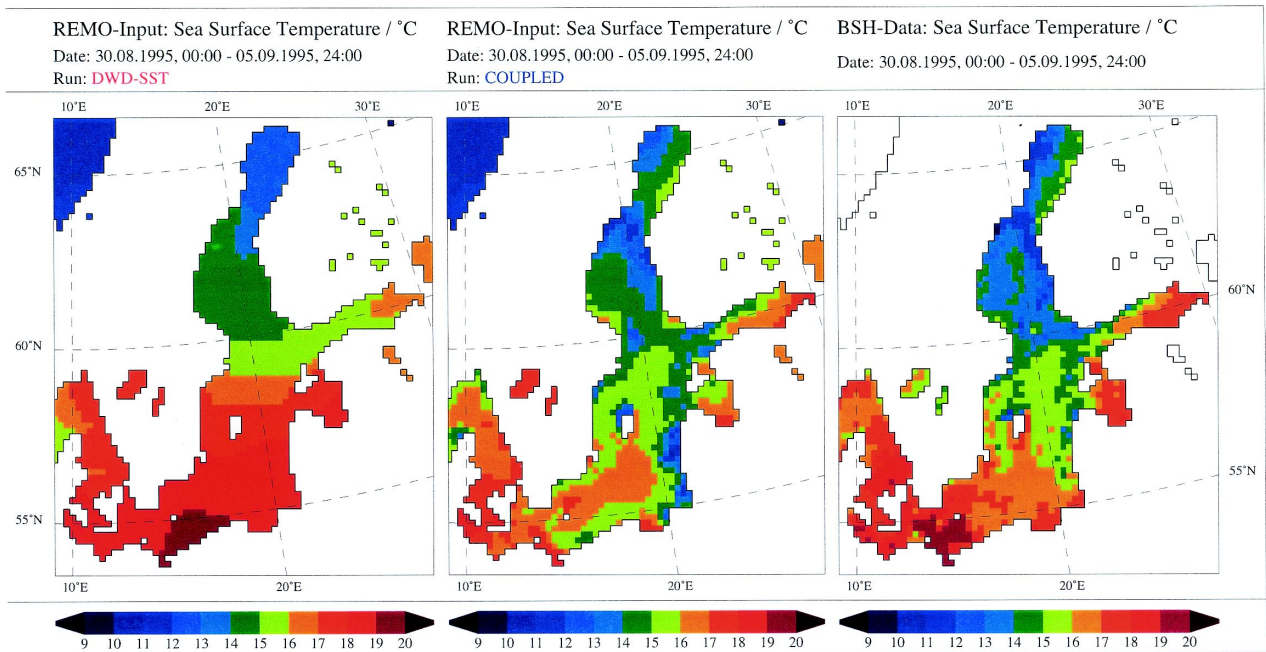 REMO-Input: Sea Surface Temperature / °C
Date: 30.08.1995, 00:00 - 05.09.1995, 24:00
Run: DWD-SST
REMO-Input: Sea Surface Temperature / °C
Date: 30.08.1995, 00:00 - 05.09.1995, 24:00
Run: COUPLED
BSH-Data: Sea Surface Temperature / °C
Date: 30.08.1995, 00:00 - 05.09.1995, 24:00
10°E 20°E 30°E
10°E 20°E 30°E
10°E 20°E 30°E
65°N
60°N
60°N
55°N
55°N
10°E 20°E
10°E 20°E
10°E 20°E
9 10 11 12 13 14 15 16 17 18 19 20
9 10 11 12 13 14 15 16 17 18 19 20
9 10 11 12 13 14 15 16 17 18 19 20